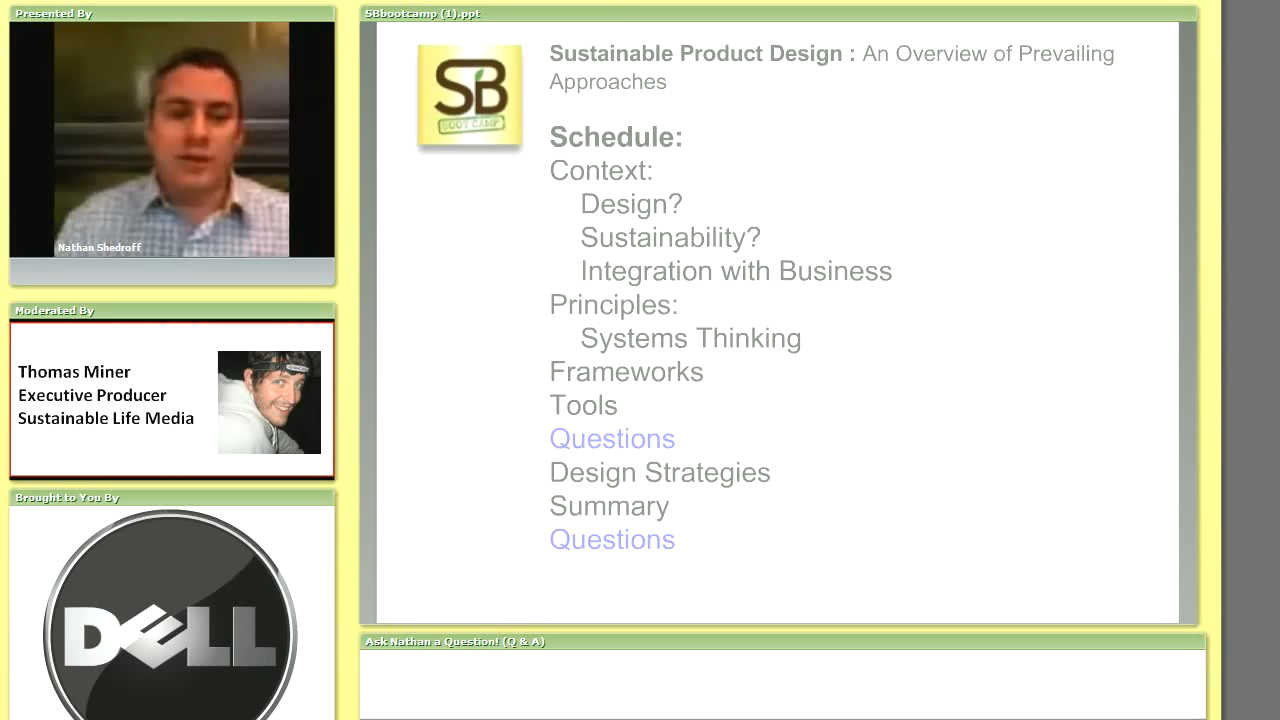 Presented By
Nathan Shedroff
Moderated By
Thomas Miner
Executive Producer
Sustainable Life Media
Brought to You By
DELL
SBbootcamp (1).ppt
SB
BOOT CAMP
Sustainable Product Design : An Overview of Prevailing
Approaches
Schedule:
Context:
Design?
Sustainability?
Integration with Business
Principles:
Systems Thinking
Frameworks
Tools
Questions
Design Strategies
Summary
Questions
Ask Nathan a Question! (Q & A)